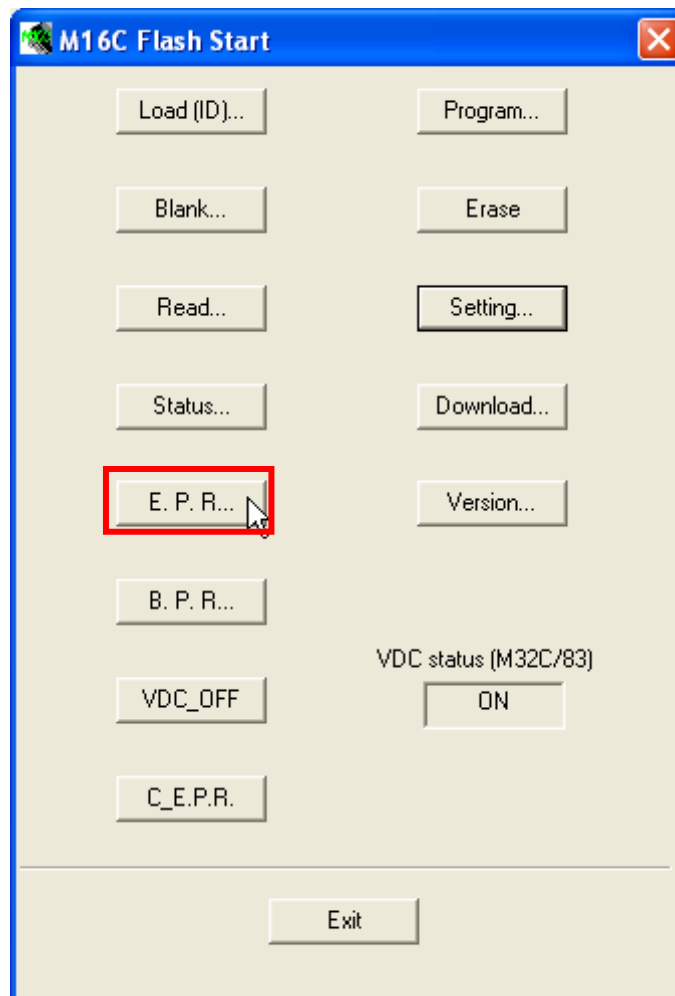 M16C Flash Start
Load (ID)... Program...
Blank... Erase
Read... Setting...
Status... Download...
E. P. R... Version...
B. P. R...
VDC status (M32C/83)
VDC_OFF ON
C_E.P.R.
Exit